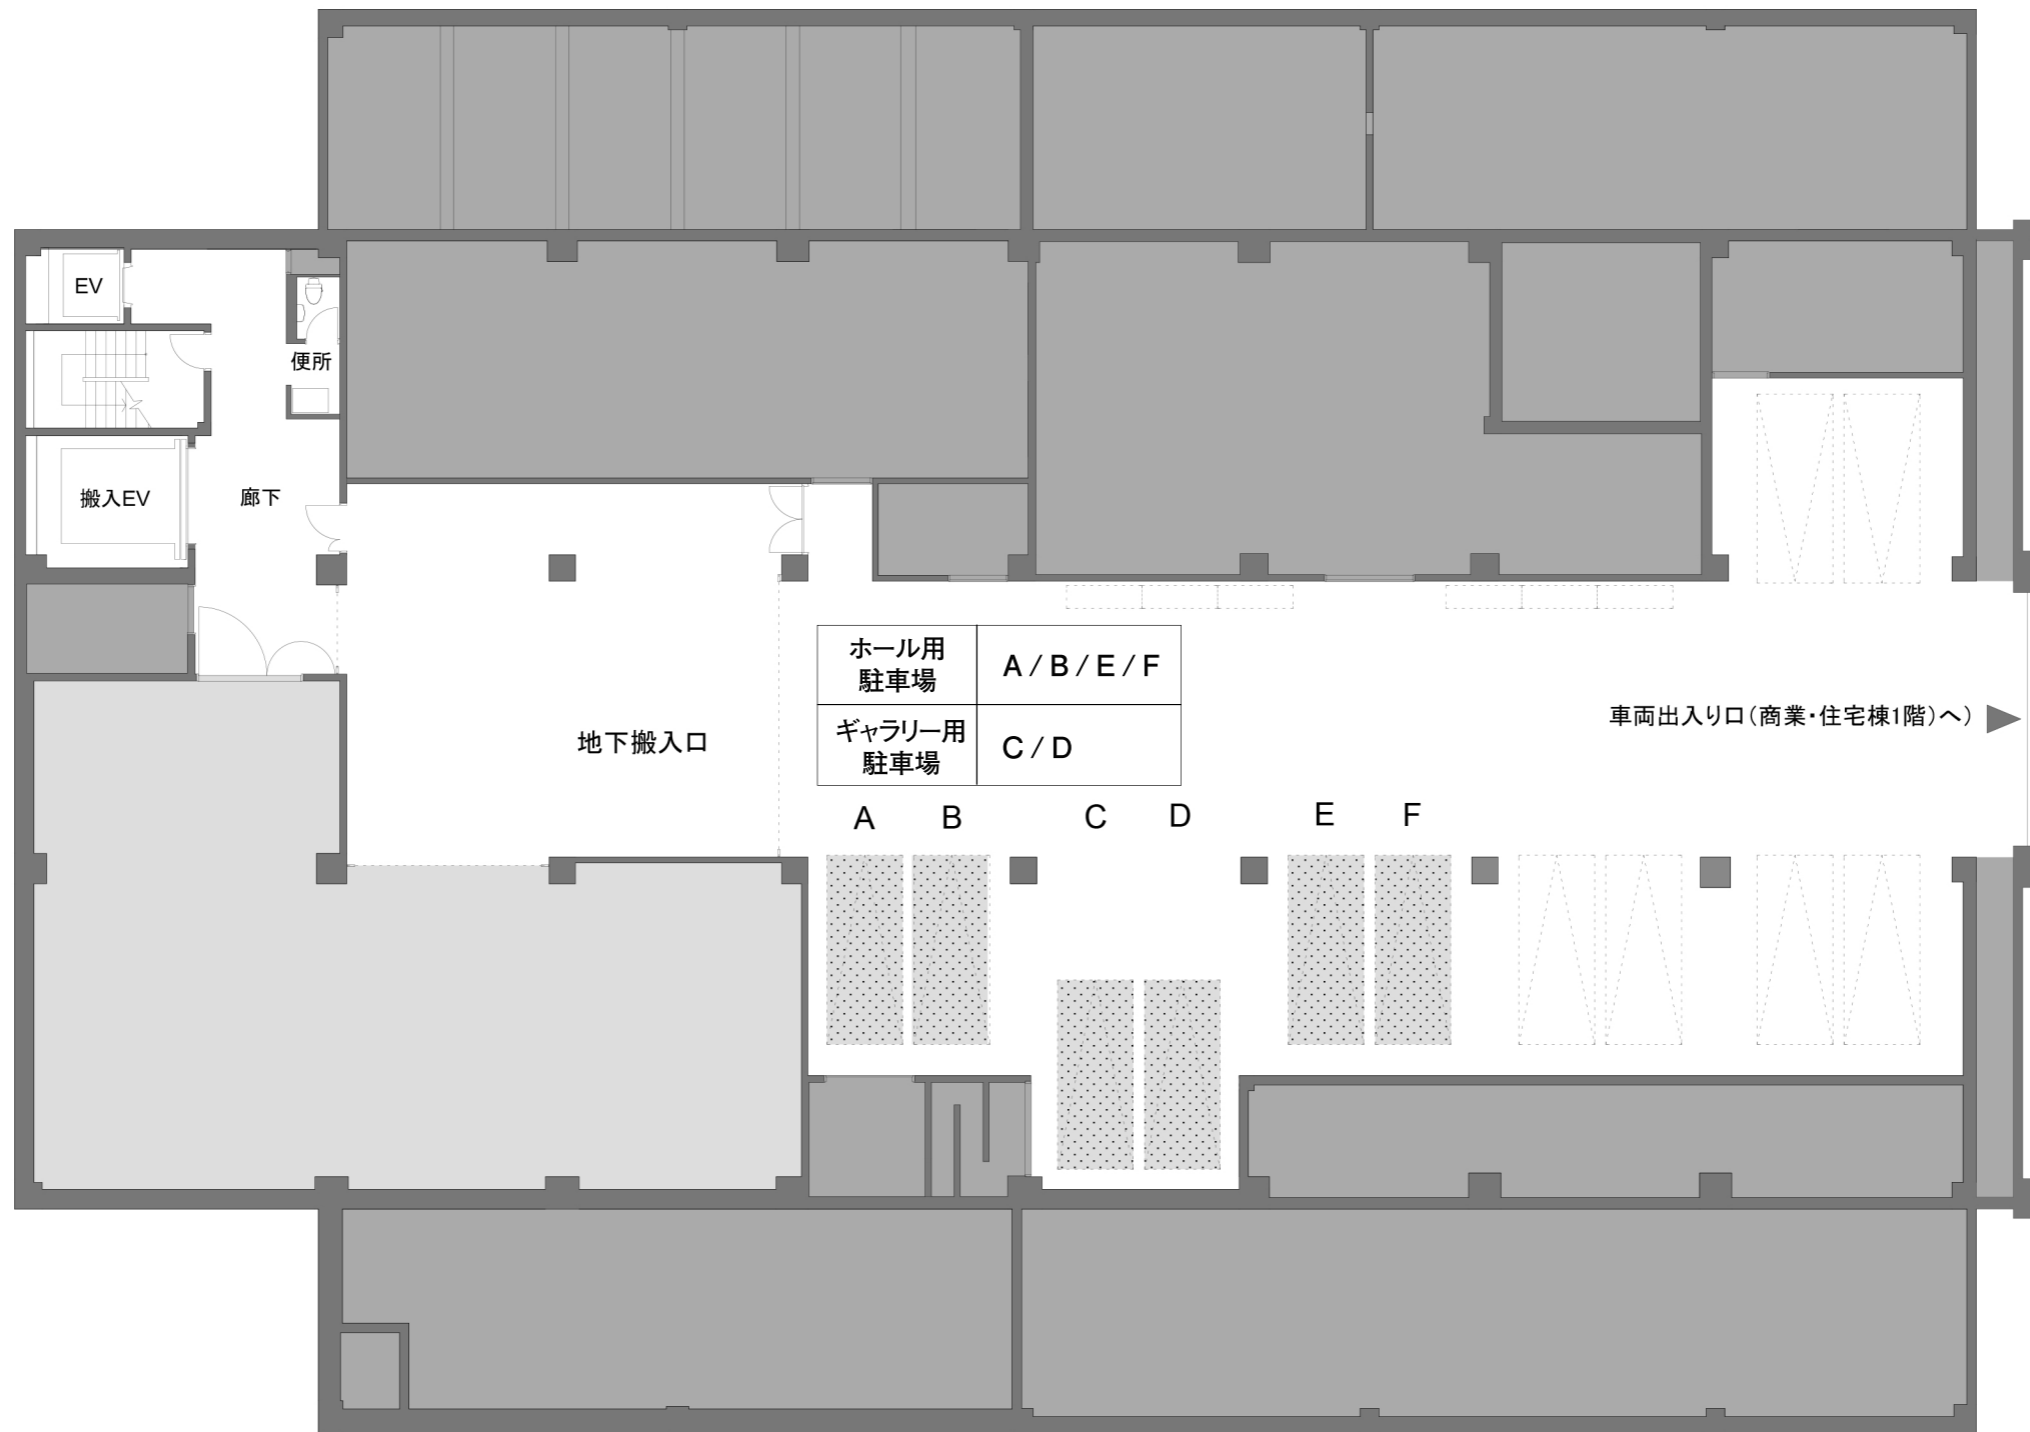 EV
便所
搬入EV
廊下
ホール用
駐車場
A / B / E / F
ギャラリー用
駐車場
C / D
地下搬入口
車両出入り口(商業・住宅棟1階)へ)
A
B
C
D
E
F